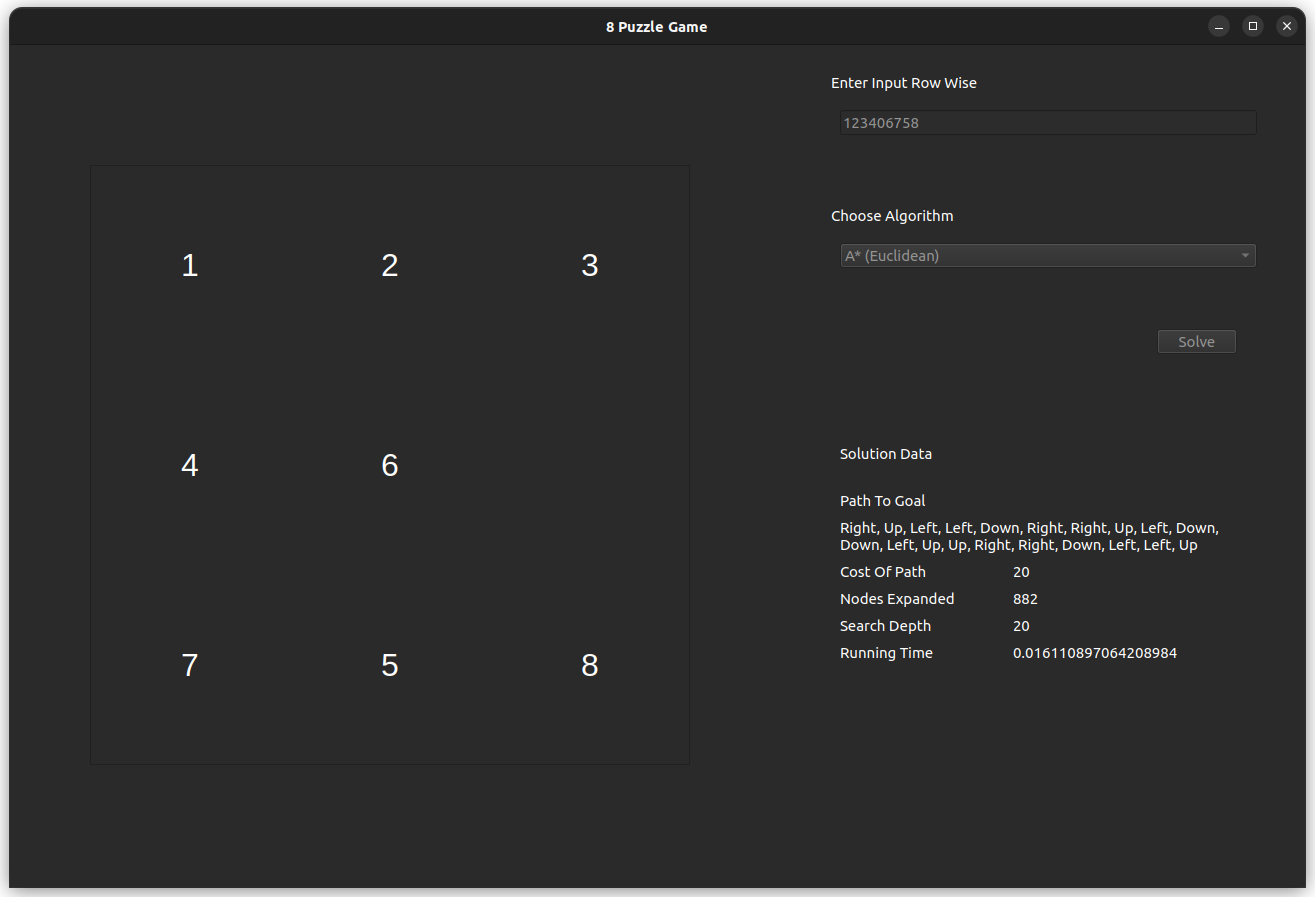 8 Puzzle Game
Enter Input Row Wise
123406758
Choose Algorithm
A* (Euclidean)
Solve
1 2 3
4 6
7 5 8
Solution Data
Path To Goal
Right, Up, Left, Left, Down, Right, Right, Up, Left, Down,
Down, Left, Up, Up, Right, Right, Down, Left, Left, Up
Cost Of Path 20
Nodes Expanded 882
Search Depth 20
Running Time 0.016110897064208984